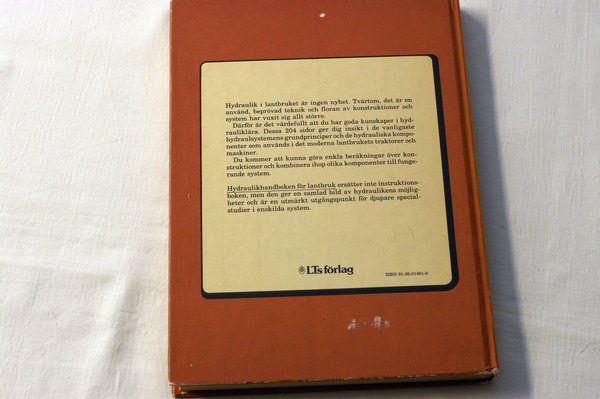 Hydraulik i lantbruket är ingen nyhet. Tvärtom, det är en
använd, beprövad teknik och floran av konstruktioner och
system har vuxit sig allt större.
Därför är det värdefullt att du har goda kunskaper i hyd-
rauliklära. Dessa 204 sidor ger dig insikt i de vanligaste
hydraulsystemens grundprinciper och de hydrauliska kompo-
nenter som används i det moderna lantbrukets traktorer och
maskiner.
Du kommer att kunna göra enkla beräkningar över kon-
struktioner och kombinera ihop olika komponenter till funge-
rande system.
Hydraulikhandboken för lantbruk ersätter inte instruktions-
boken, men den ger en samlad bild av hydraulikens möjlig-
heter och är en utmärkt utgångspunkt för djupare special-
studier i enskilda system.
LTs förlag
ISBN 91-36-01481-6